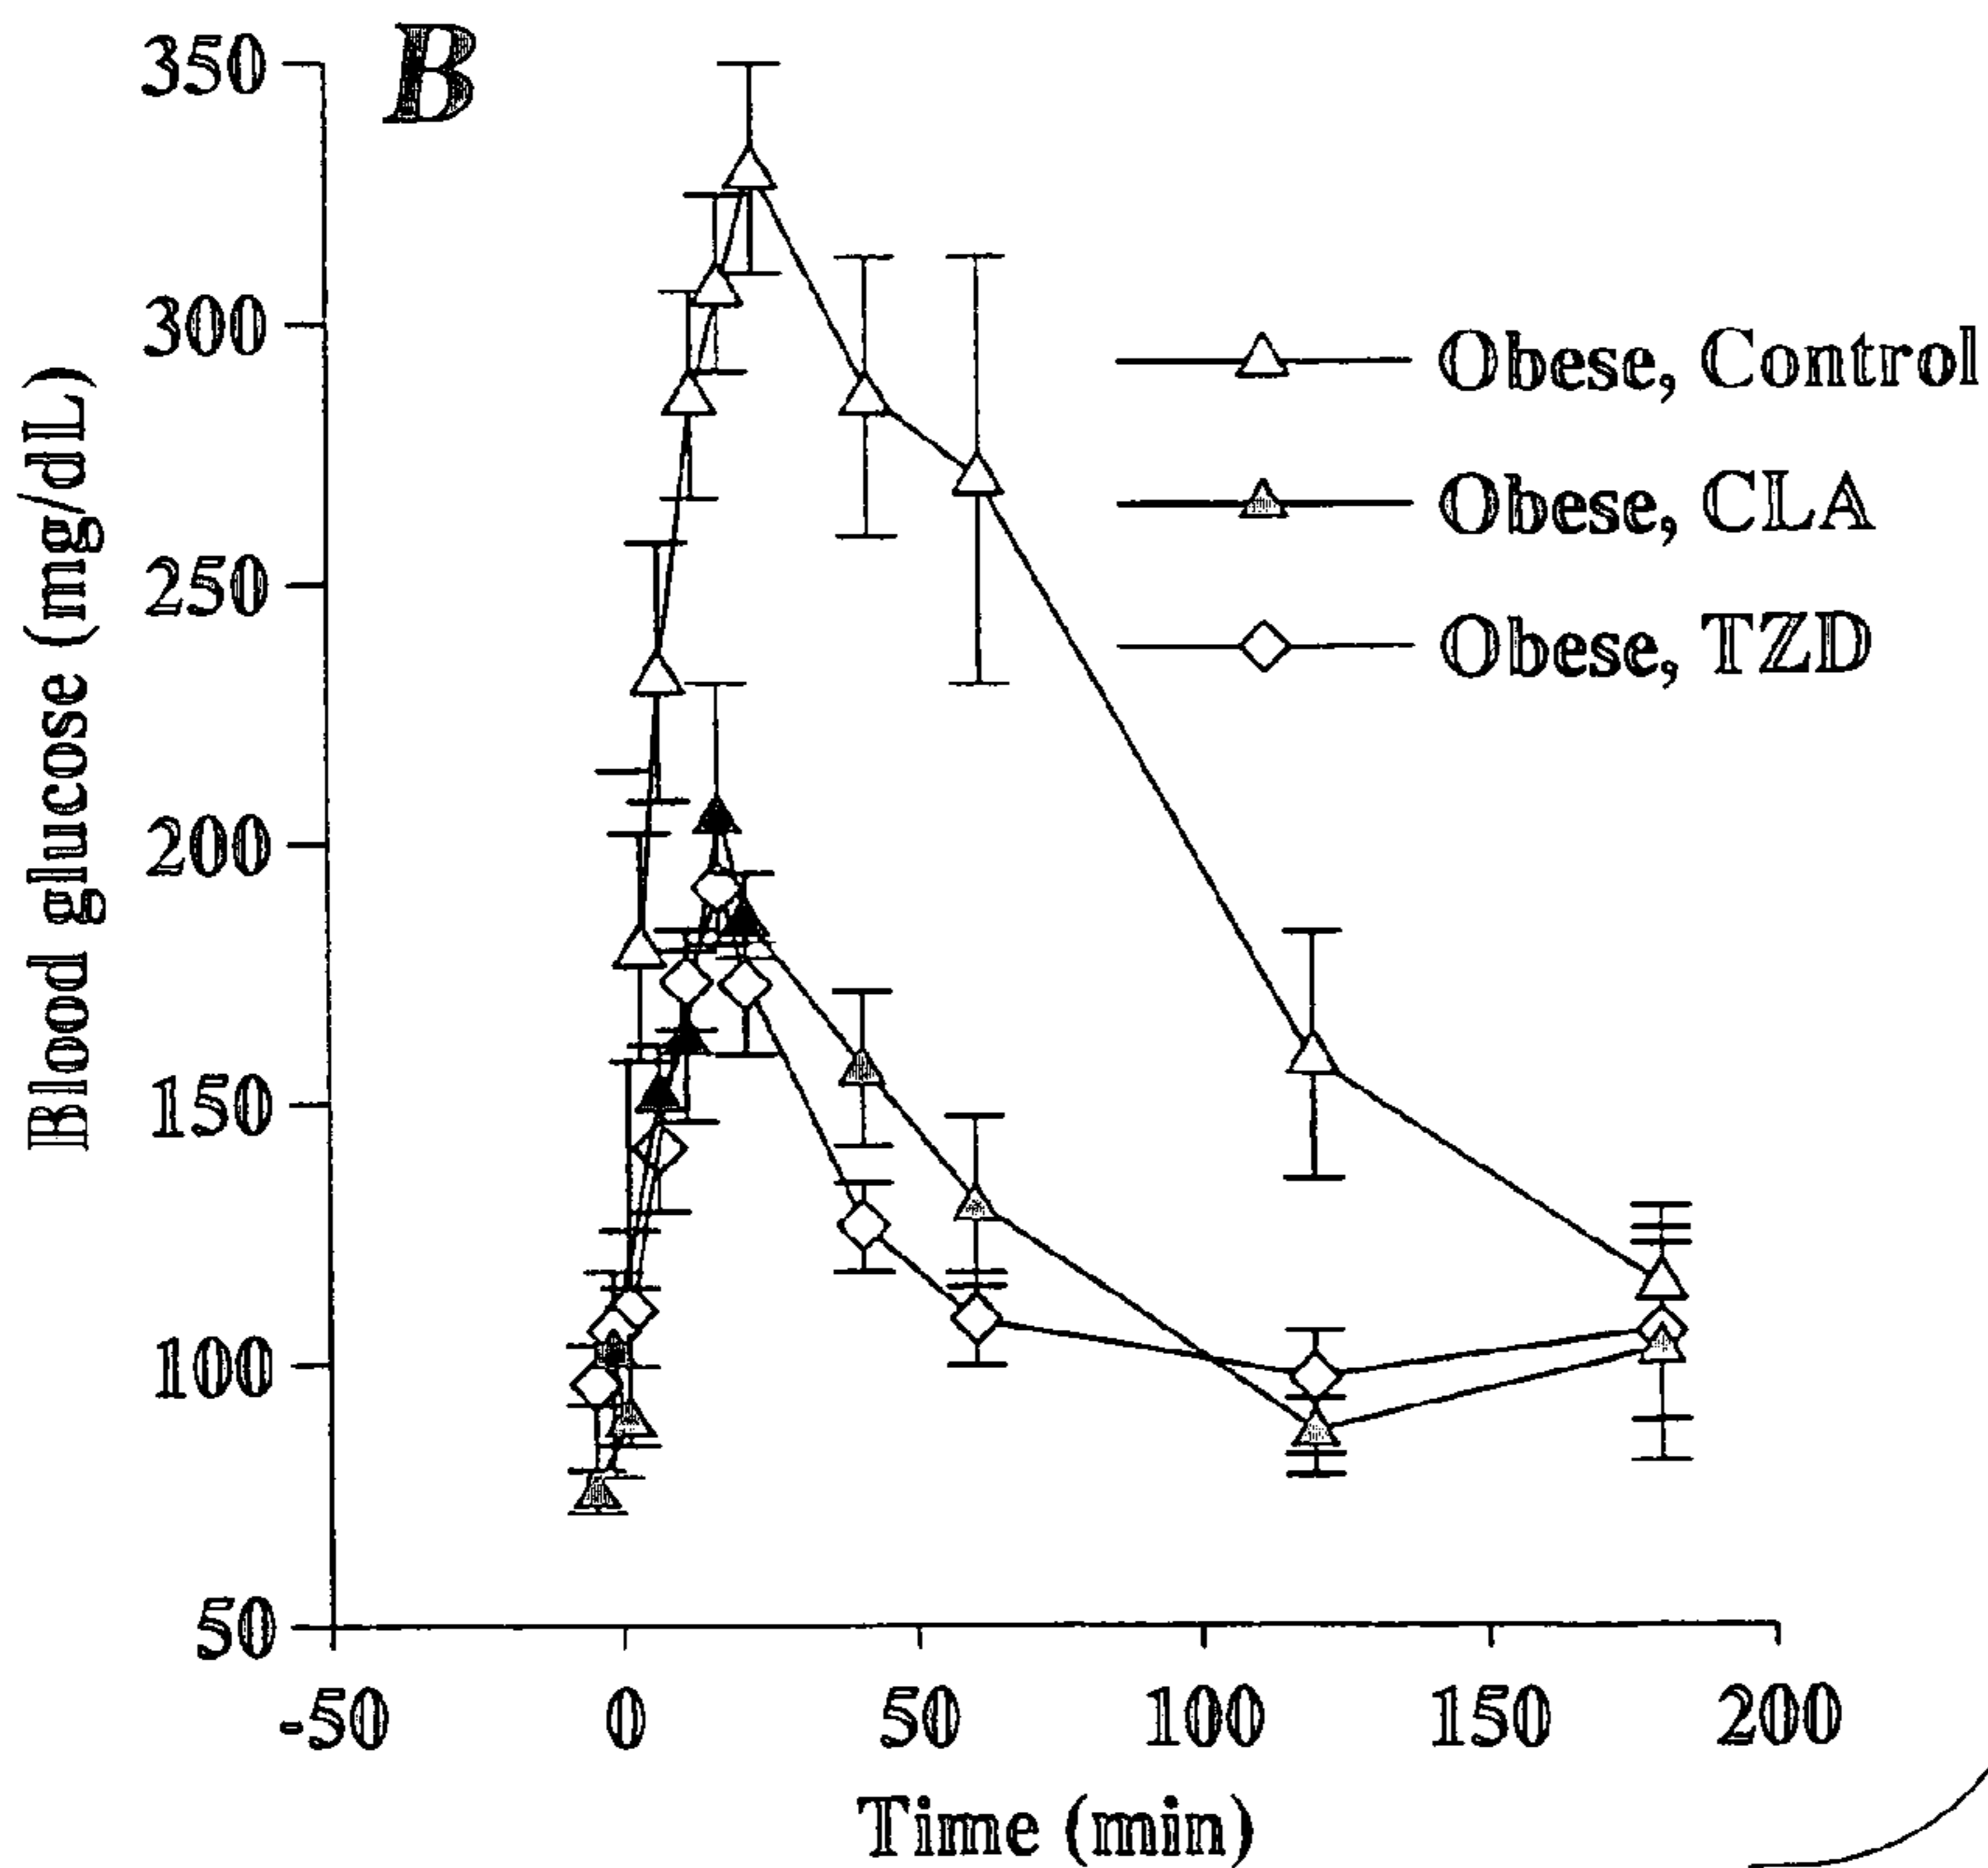 B
350
300
250
200
150
100
50
Blood glucose (mg/dL)
Obese, Control
Obese, CLA
Obese, TZD
-50 0 50 100 150 200
Time (min)